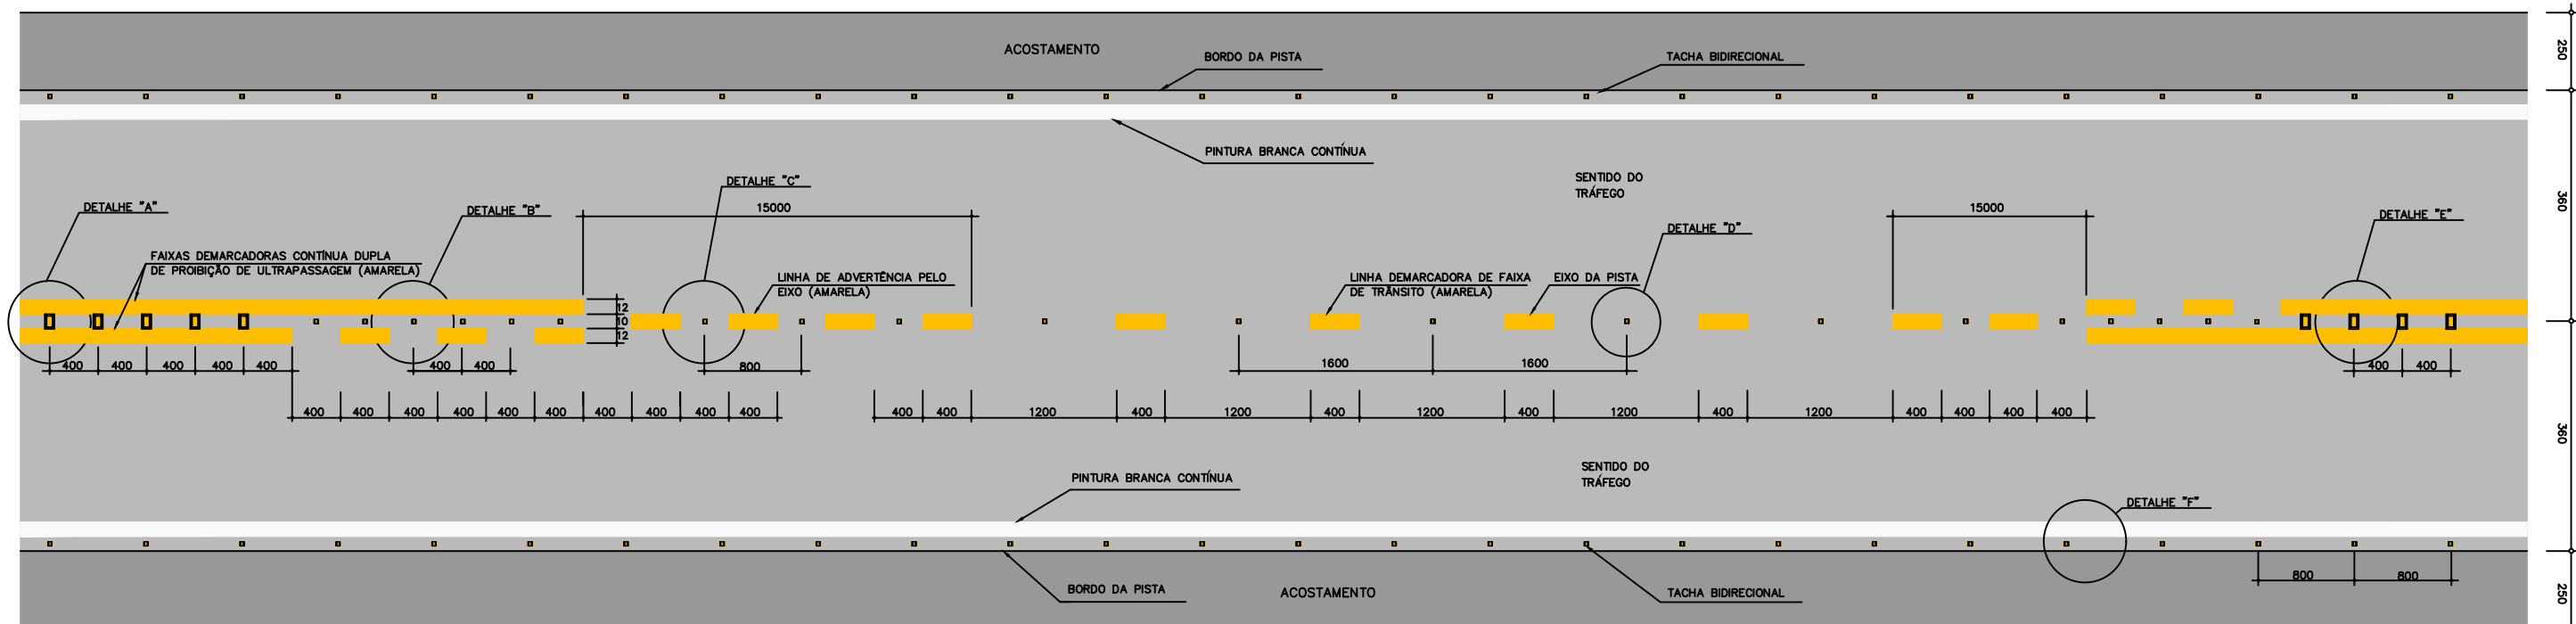 ACOSTAMENTO
BORDO DA PISTA
TACHA BIDIRECIONAL
250
PINTURA BRANCA CONTÍNUA
SENTIDO DO
TRÁFEGO
360
DETALHE "A"
DETALHE "B"
DETALHE "C"
15000
DETALHE "D"
15000
DETALHE "E"
FAIXAS DEMARCADORAS CONTÍNUA DUPLA
DE PROIBIÇÃO DE ULTRAPASSAGEM (AMARELA)
LINHA DE ADVERTÊNCIA PELO
EIXO (AMARELA)
LINHA DEMARCADORA DE FAIXA
DE TRÂNSITO (AMARELA)
EIXO DA PISTA
12
10
12
400 400 400 400 400 400 400 800 1600 1600 400 400
400 400 400 400 400 400 400 400 400 400 400 400 1200 400 1200 400 1200 400 1200 400 1200 400 400 400 400
360
SENTIDO DO
TRÁFEGO
PINTURA BRANCA CONTÍNUA
DETALHE "F"
800 800
BORDO DA PISTA
ACOSTAMENTO
TACHA BIDIRECIONAL
250